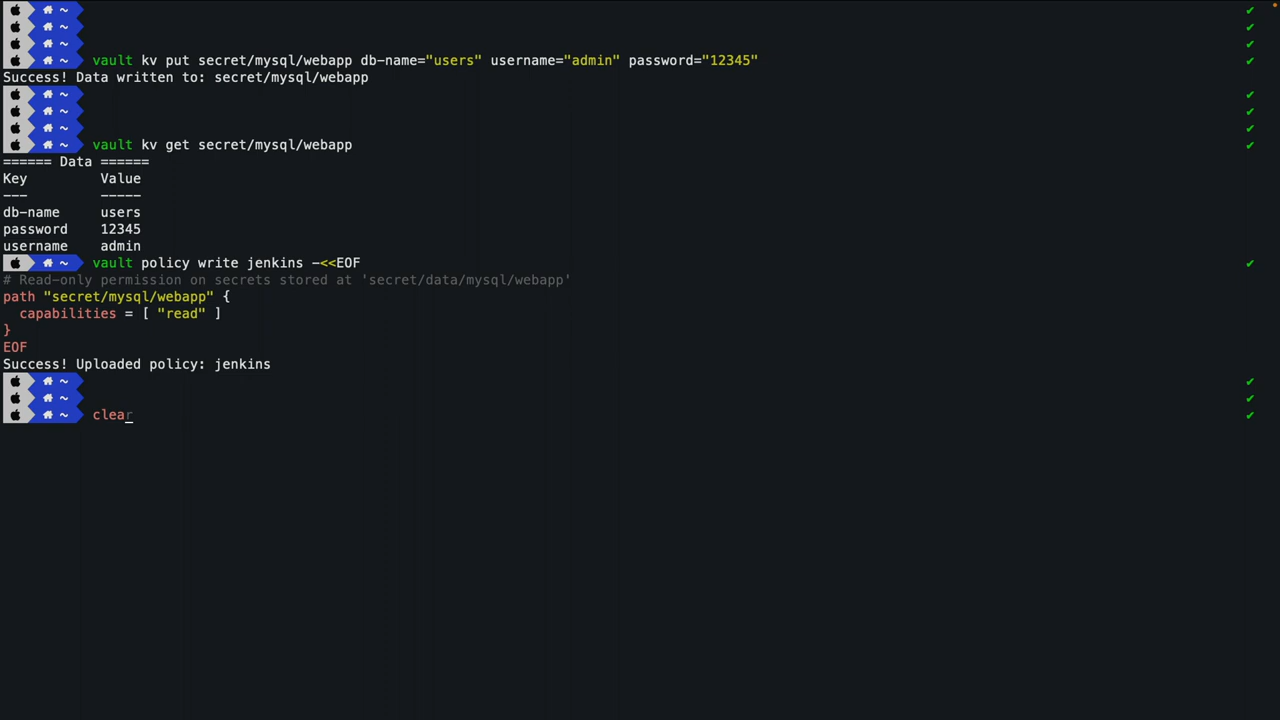 ~
~
~
~ vault kv put secret/mysql/webapp db-name="users" username="admin" password="12345"
Success! Data written to: secret/mysql/webapp
~
~
~
~ vault kv get secret/mysql/webapp
====== Data ======
Key Value
--- -----
db-name users
password 12345
username admin
~ vault policy write jenkins -<<EOF
# Read-only permission on secrets stored at 'secret/data/mysql/webapp'
path "secret/mysql/webapp" {
capabilities = [ "read" ]
}
EOF
Success! Uploaded policy: jenkins
~
~
~ clear